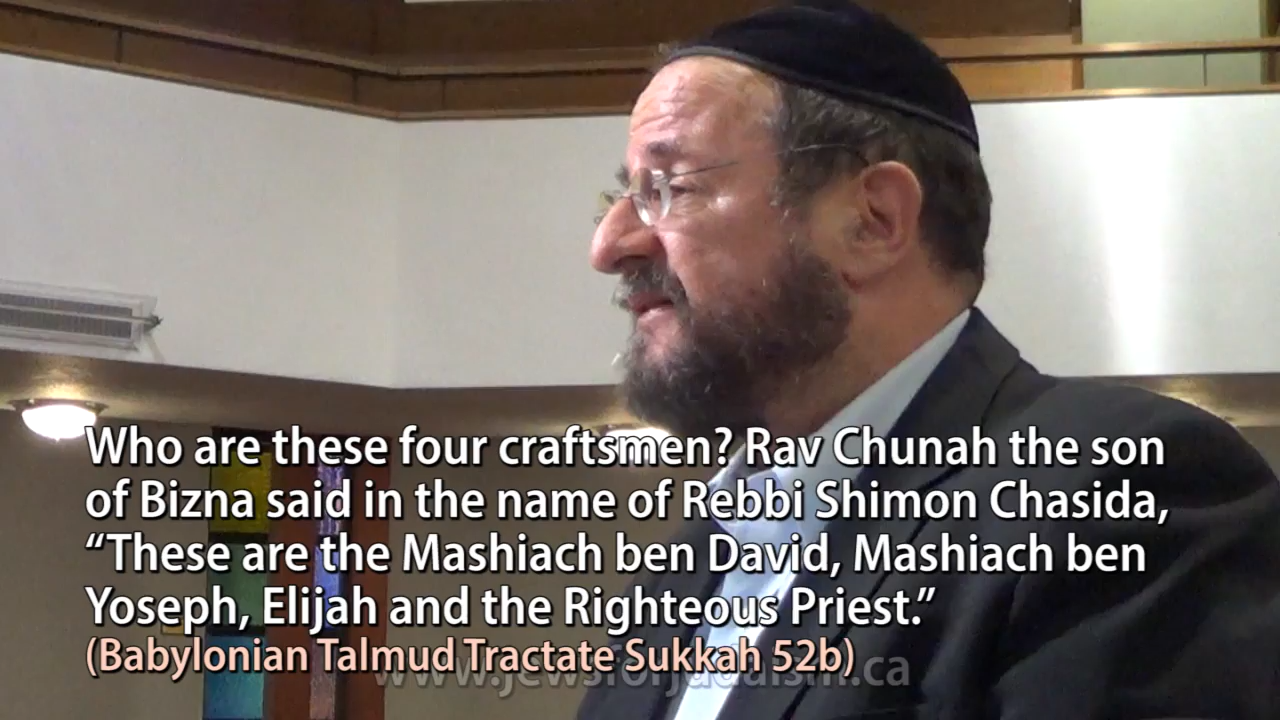 Who are these four craftsmen? Rav Chunah the son
of Bizna said in the name of Rebbi Shimon Chasida,
“These are the Mashiach ben David, Mashiach ben
Yoseph, Elijah and the Righteous Priest.”
(Babylonian Talmud Tractate Sukkah 52b)
www.jewsforjudaism.ca